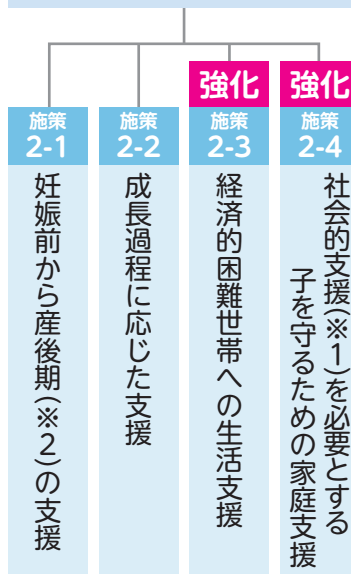 強化
強化
施策
2-1
妊娠前から産後期(※2)の支援
施策
2-2
成長過程に応じた支援
施策
2-3
経済的困難世帯への生活支援
施策
2-4
社会的支援(※1)を必要とする
子を守るための家庭支援